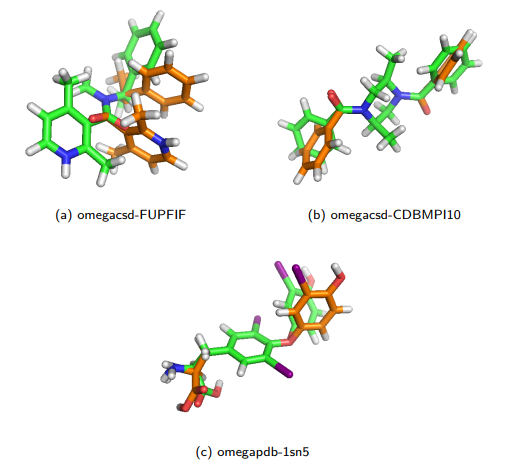 (a) omegacsd-FUPFIF
(b) omegacsd-CDBMPI10
(c) omegapdb-1sn5